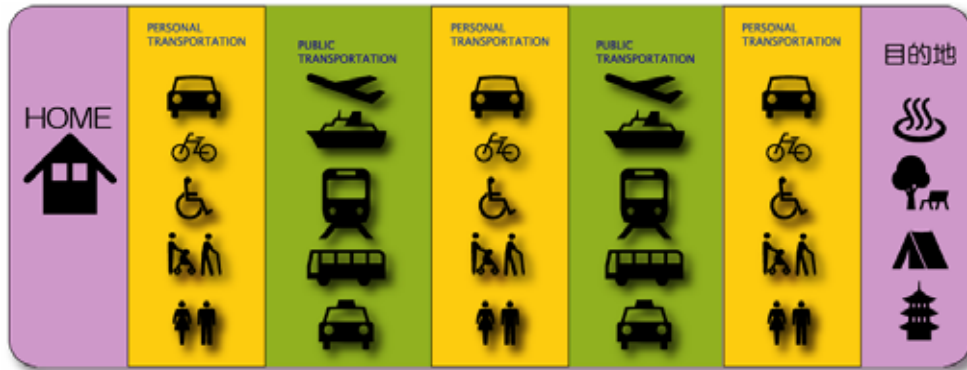 HOME
PERSONAL
TRANSPORTATION
PUBLIC
TRANSPORTATION
PERSONAL
TRANSPORTATION
PUBLIC
TRANSPORTATION
PERSONAL
TRANSPORTATION
目的地